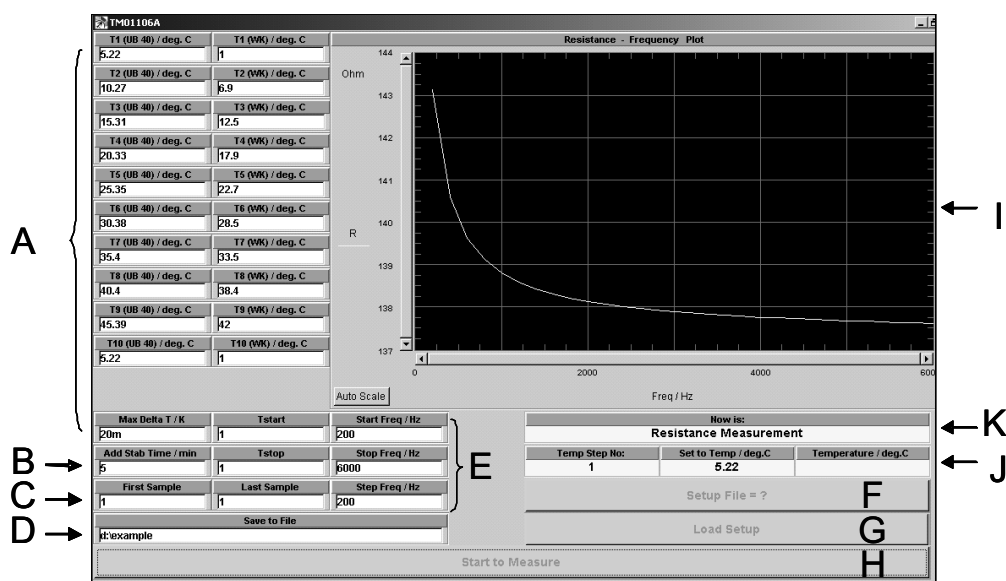 TM01106A
T1 (UB 40) / deg. C T1 (WK) / deg. C
5.22 1
T2 (UB 40) / deg. C T2 (WK) / deg. C
10.27 6.9
T3 (UB 40) / deg. C T3 (WK) / deg. C
15.31 12.5
T4 (UB 40) / deg. C T4 (WK) / deg. C
20.33 17.9
T5 (UB 40) / deg. C T5 (WK) / deg. C
25.35 22.7
T6 (UB 40) / deg. C T6 (WK) / deg. C
30.38 28.5
T7 (UB 40) / deg. C T7 (WK) / deg. C
35.4 33.5
T8 (UB 40) / deg. C T8 (WK) / deg. C
40.4 38.4
T9 (UB 40) / deg. C T9 (WK) / deg. C
45.39 42
T10 (UB 40) / deg. C T10 (WK) / deg. C
5.22 1
A
Resistance - Frequency Plot
Ohm
R
144
143
142
141
140
139
138
137
0 2000 4000 600
Freq / Hz
Auto Scale
I
Max Delta T / K Tstart Start Freq / Hz
20m 1 200
Add Stab Time / min Tstop Stop Freq / Hz
B 5 1 6000
First Sample Last Sample Step Freq / Hz
C 1 1 200
E
Save to File
D d:\example
Now is:
Resistance Measurement K
Temp Step No: Set to Temp / deg.C Temperature / deg.C
1 5.22 J
Setup File = ? F
Load Setup G
Start to Measure H